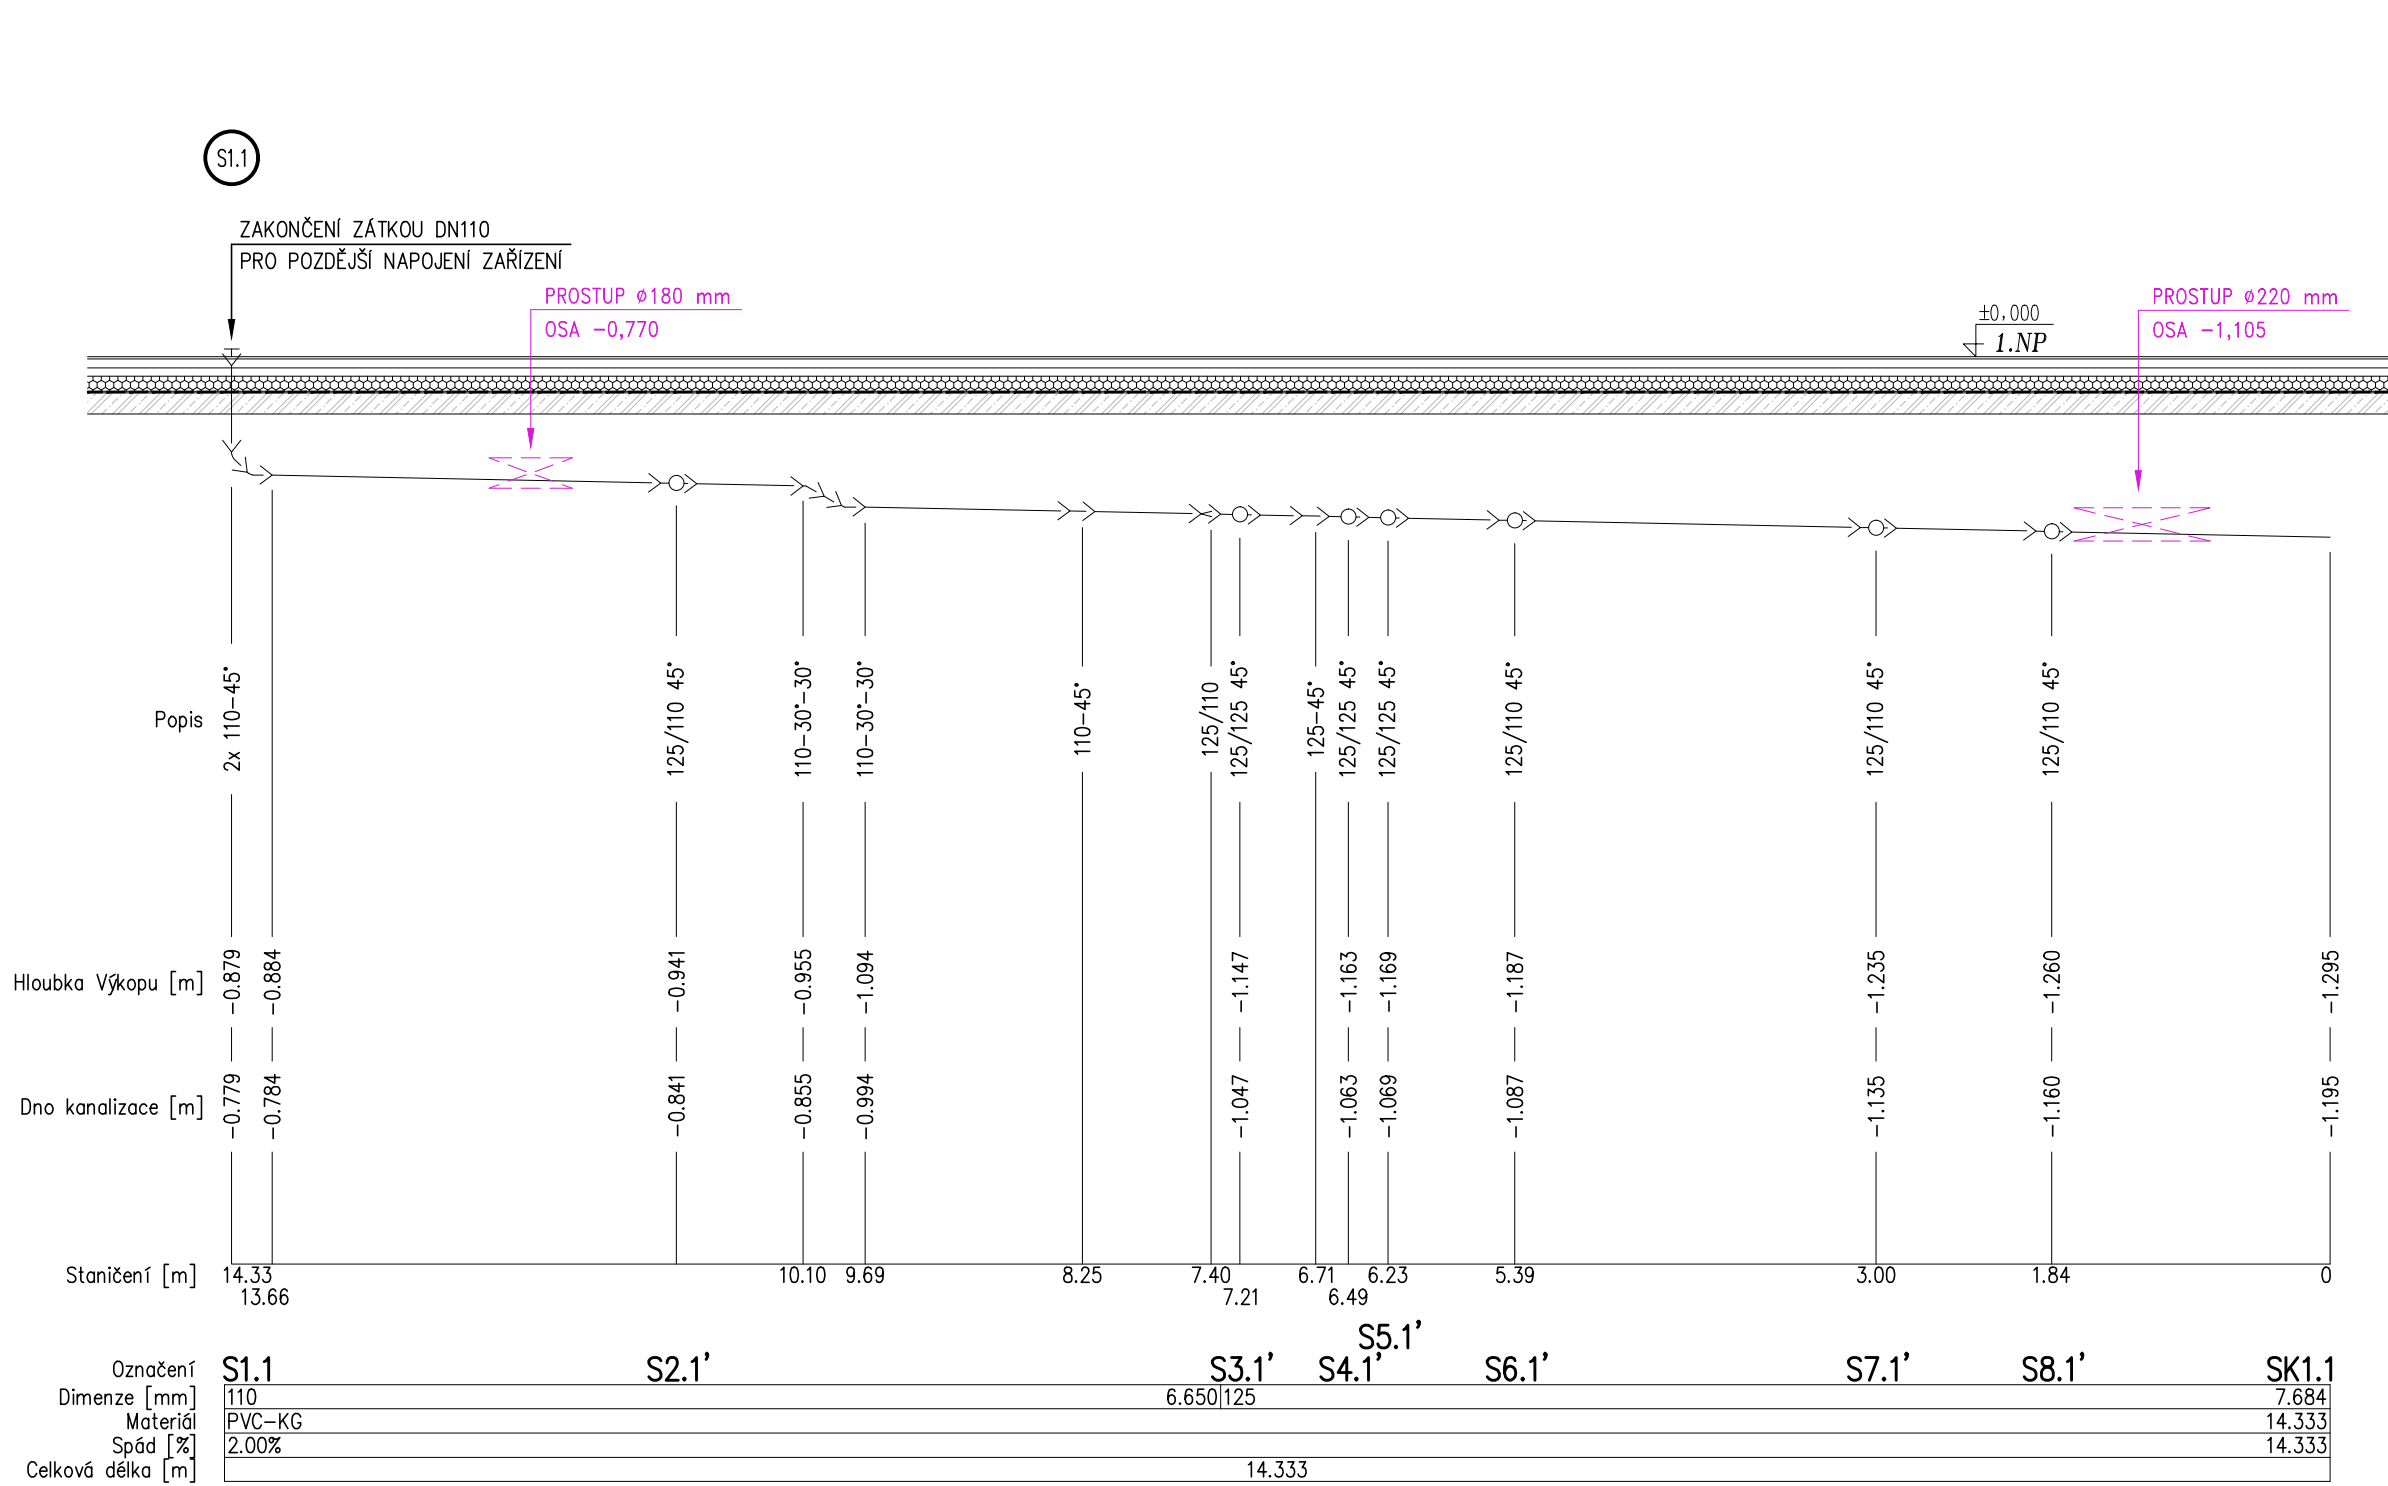 S1.1
ZAKONČENÍ ZÁTKOU DN110
PRO POZDĚJŠÍ NAPOJENÍ ZAŘÍZENÍ
PROSTUP ø180 mm
OSA -0,770
±0,000
1.NP
PROSTUP ø220 mm
OSA -1,105
Popis
2x 110-45°
125/110 45°
110-30°-30°
110-30°-30°
110-45°
125/110
125/125 45°
125-45°
125/125 45°
125/125 45°
125/110 45°
125/110 45°
125/110 45°
Hloubka Výkopu [m]
-0.879
-0.884
-0.941
-0.955
-1.094
-1.147
-1.163
-1.169
-1.187
-1.235
-1.260
-1.295
Dno kanalizace [m]
-0.779
-0.784
-0.841
-0.855
-0.994
-1.047
-1.063
-1.069
-1.087
-1.135
-1.160
-1.195
Staničení [m] 14.33 10.10 9.69 8.25 7.40 6.71 6.23 5.39 3.00 1.84 0
13.66 7.21 6.49
S5.1'
Označení S1.1 S2.1' S3.1' S4.1' S6.1' S7.1' S8.1' SK1.1
Dimenze [mm] 110 6.650 125 7.684
Materiál PVC-KG 14.333
Spád [%] 2.00% 14.333
Celková délka [m] 14.333